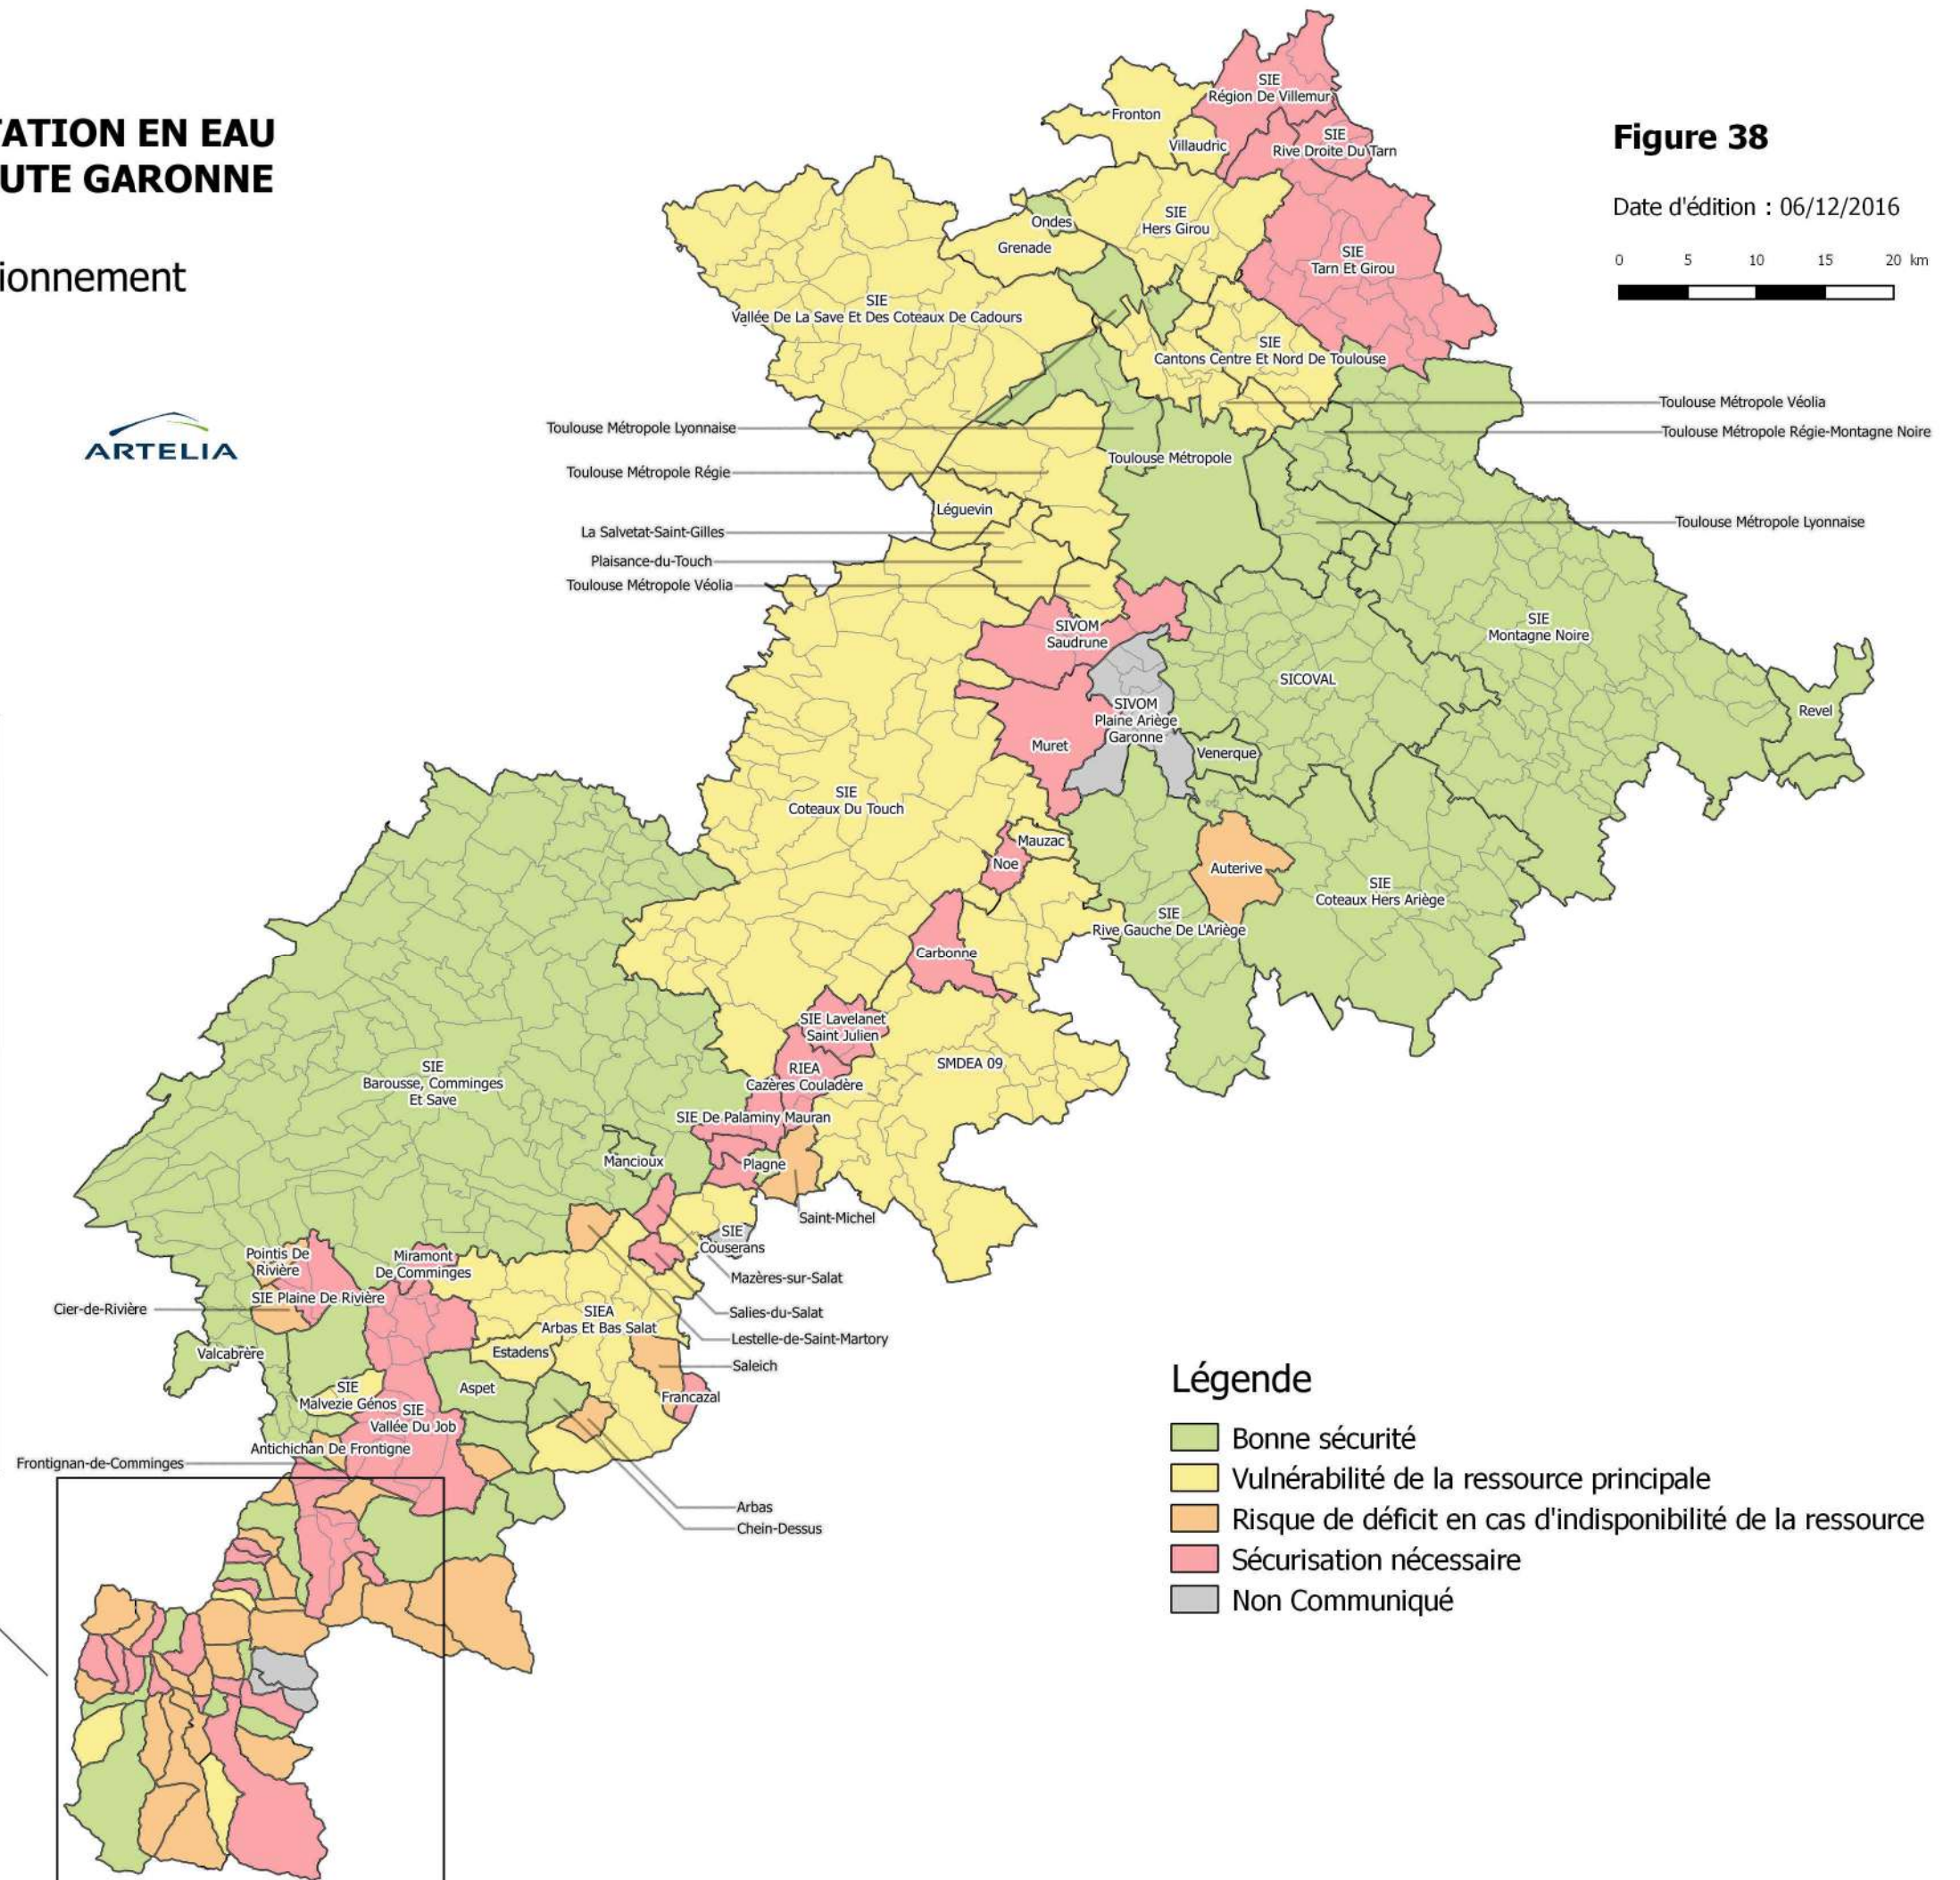 TATION EN EAU
UTE GARONNE
ionnement
ARTELIA
Figure 38
Date d'édition : 06/12/2016
0 5 10 15 20 km
SIE
Région De Villemur
Fronton
Villaudric
SIE
Rive Droite Du Tarn
Ondes
Grenade
SIE
Hers Girou
SIE
Tarn Et Girou
SIE
Vallée De La Save Et Des Coteaux De Cadours
SIE
Cantons Centre Et Nord De Toulouse
Toulouse Métropole Véolia
Toulouse Métropole Lyonnaise
Toulouse Métropole Régie-Montagne Noire
Toulouse Métropole
Toulouse Métropole Régie
Léguevin
Toulouse Métropole Lyonnaise
La Salvetat-Saint-Gilles
Plaisance-du-Touch
Toulouse Métropole Véolia
SIVOM
Saudrune
SIE
Montagne Noire
SICOVAL
SIVOM
Plaine Ariège
Garonne
Revel
Muret
Venerque
SIE
Coteaux Du Touch
Mauzac
Noe
Auterive
SIE
Coteaux Hers Ariège
SIE
Rive Gauche De L'Ariège
Carbonne
SIE Lavelanet
Saint Julien
SMDEA 09
RIEA
Cazères Couladère
SIE
Barousse, Comminges
Et Save
SIE De Palaminy Mauran
Mancioux
Plagne
Saint-Michel
SIE
Couserans
Pointis De
Rivière
Miramont
De Comminges
Mazères-sur-Salat
SIE Plaine De Rivière
Cier-de-Rivière
Salies-du-Salat
SIEA
Arbas Et Bas Salat
Lestelle-de-Saint-Martory
Valcabrère
Estadens
Saleich
SIE
Malvezie Génos
Aspet
Francazal
SIE
Vallée Du Job
Antichichan De Frontigne
Frontignan-de-Comminges
Arbas
Chein-Dessus
Légende
Bonne sécurité
Vulnérabilité de la ressource principale
Risque de déficit en cas d'indisponibilité de la ressource
Sécurisation nécessaire
Non Communiqué